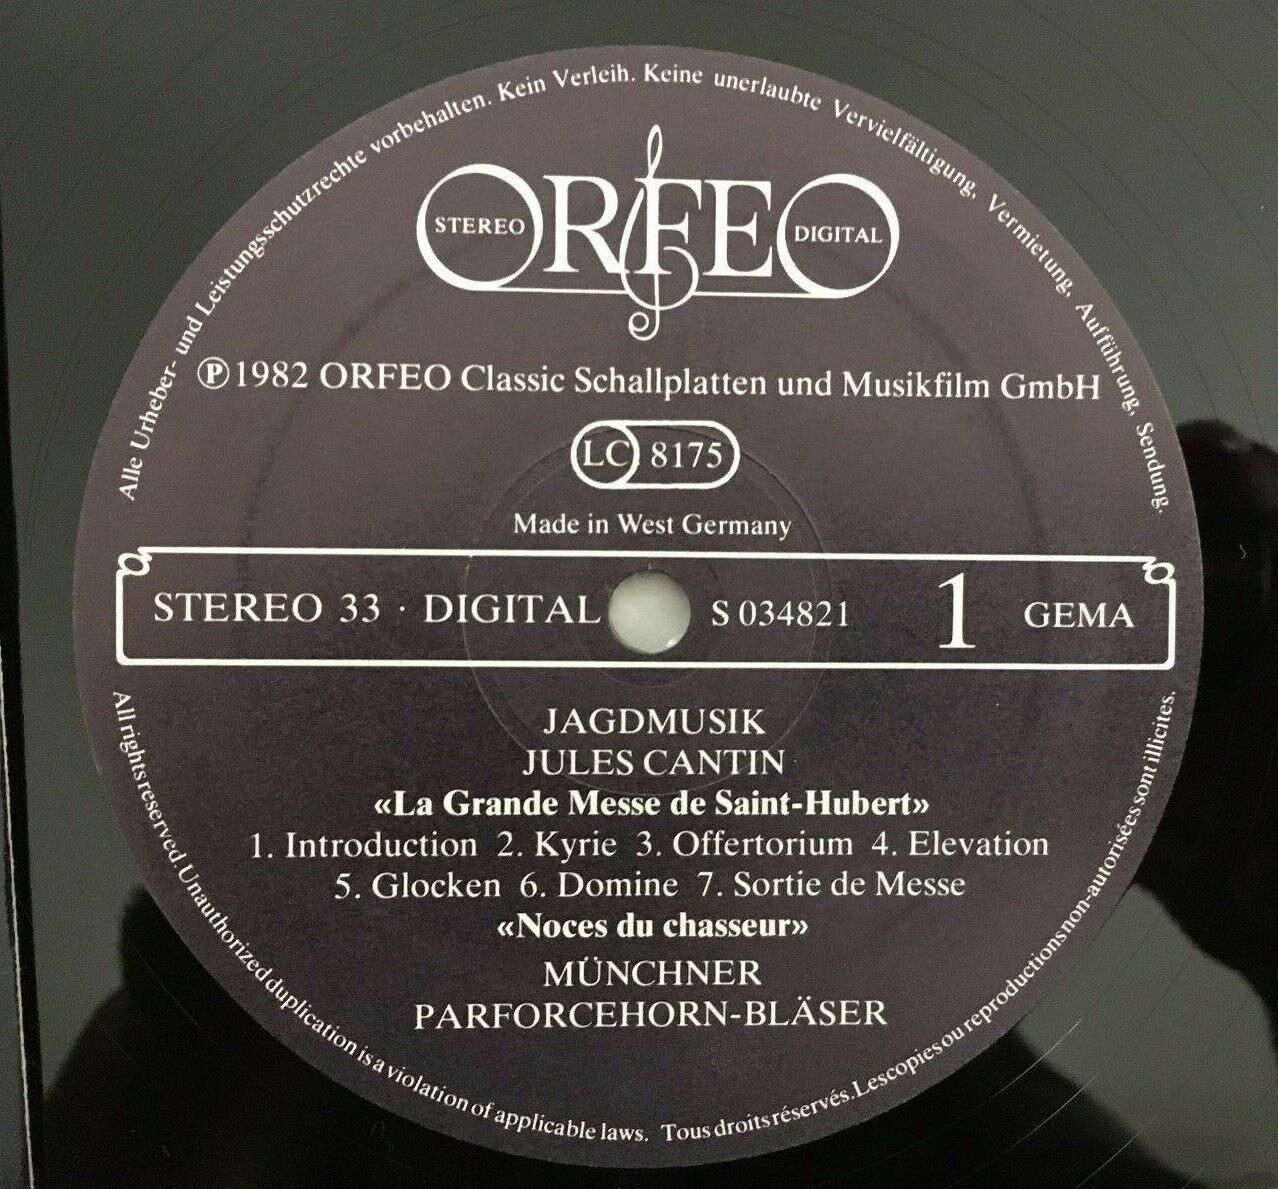 Alle Urheber- und Leistungsschutzrechte vorbehalten. Kein Verleih. Keine unerlaubte Vervielfältigung, Vermietung, Aufführung, Sendung.
ORFEO
STEREO
DIGITAL
Ⓟ1982 ORFEO Classic Schallplatten und Musikfilm GmbH
LC 8175
Made in West Germany
STEREO 33 · DIGITAL S 034821 1 GEMA
JAGDMUSIK
JULES CANTIN
«La Grande Messe de Saint-Hubert»
1. Introduction 2. Kyrie 3. Offertorium 4. Elevation
5. Glocken 6. Domine 7. Sortie de Messe
«Noces du chasseur»
MÜNCHNER
PARFORCEHORN-BLÄSER
All rights reserved. Unauthorized duplication is a violation of applicable laws. Tous droits réservés. Les copies ou reproductions non-autorisées sont illicites.